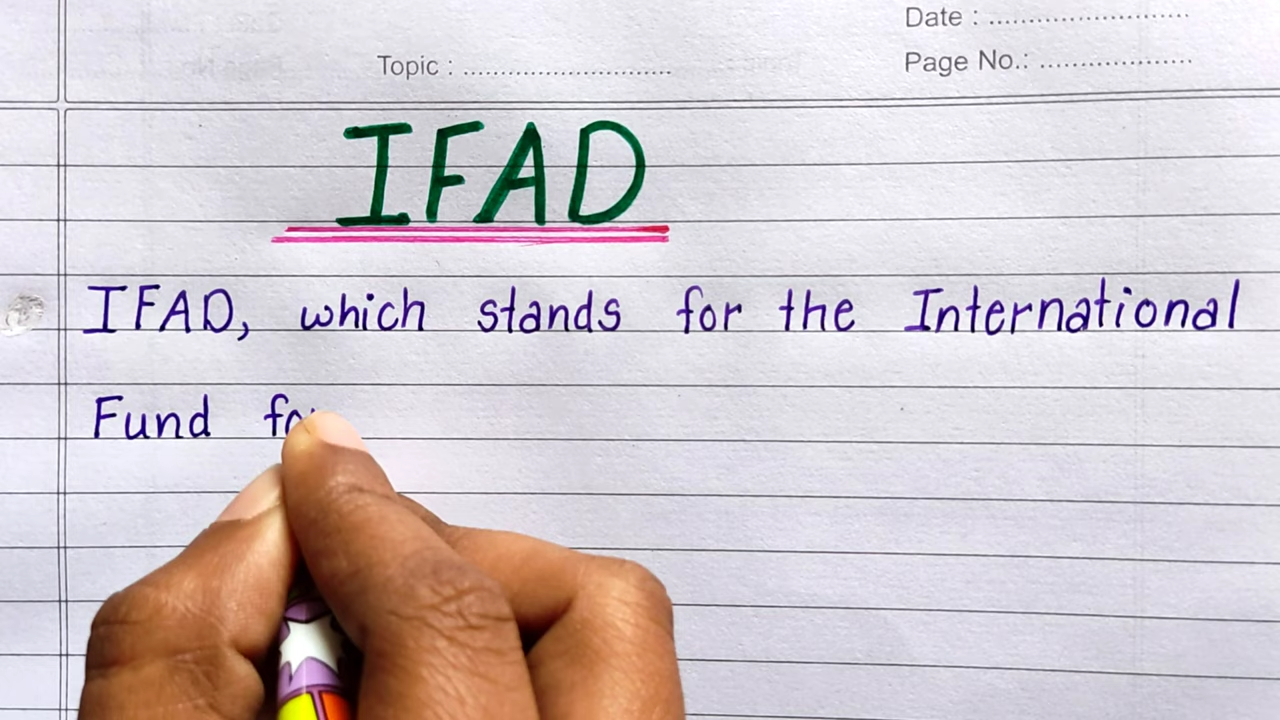 Date : ..........................
Topic : ..........................
Page No.: ...................
IFAD
IFAD, which stands for the International
Fund